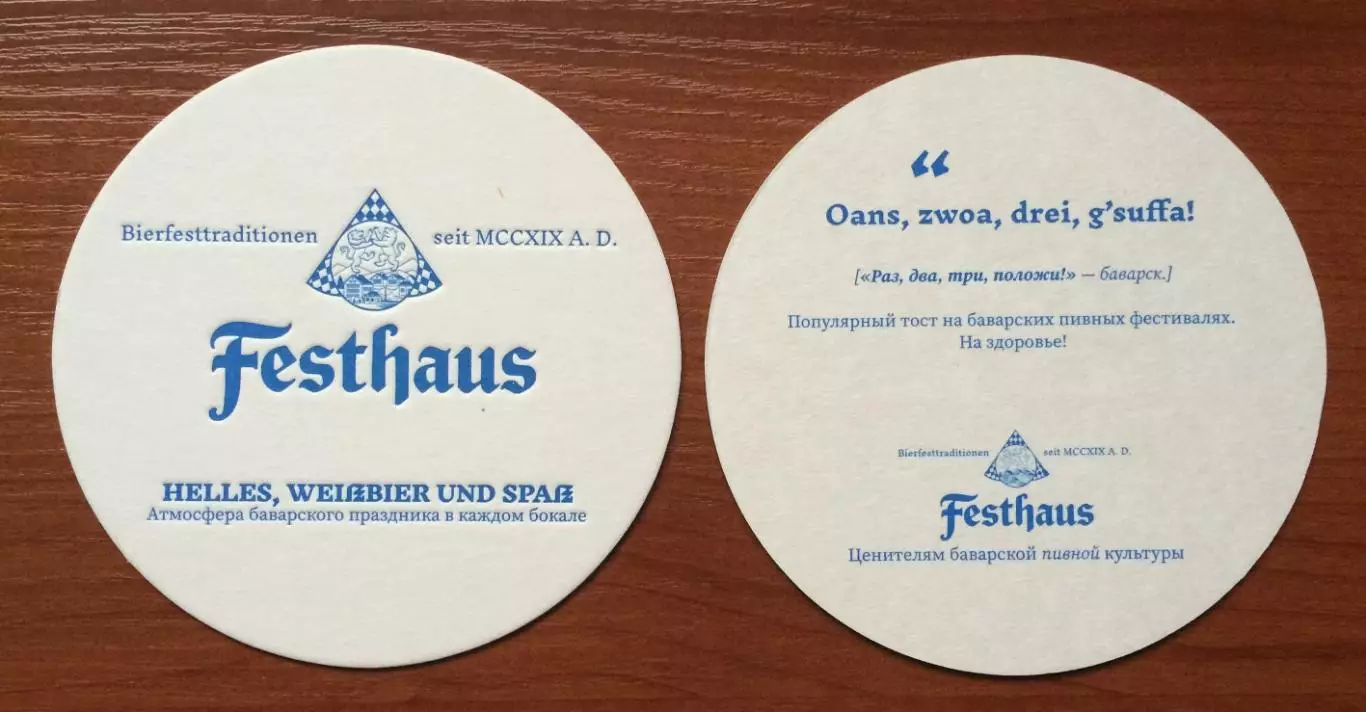 Bierfesttraditionen seit MCCXIX A. D.
Festhaus
HELLES, WEIẞBIER UND SPAẞ
Атмосфера баварского праздника в каждом бокале
“
Oans, zwoa, drei, g’suffa!
[«Раз, два, три, положи!» — баварск.]
Популярный тост на баварских пивных фестивалях.
На здоровье!
Bierfesttraditionen seit MCCXIX A. D.
Festhaus
Ценителям баварской пивной культуры